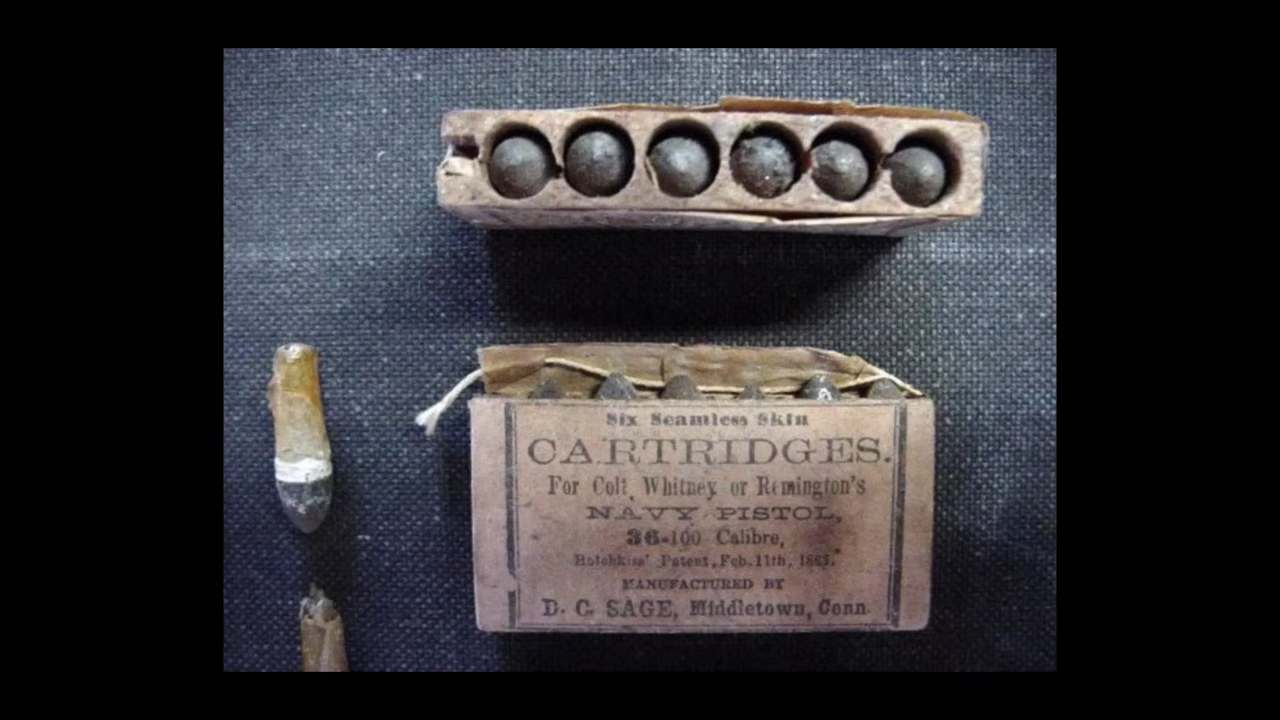 Six Seamless Skin
CARTRIDGES.
For Colt, Whitney, or Remington's
NAVY PISTOL,
36-100 Calibre,
Hotchkiss' Patent, Feb. 11th, 1863.
MANUFACTURED BY
D. C. SAGE, Middletown, Conn.